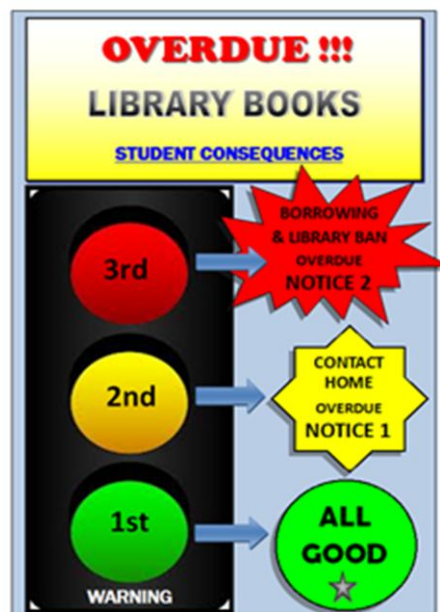 OVERDUE !!!
LIBRARY BOOKS
STUDENT CONSEQUENCES
3rd
BORROWING
& LIBRARY BAN
OVERDUE
NOTICE 2
2nd
CONTACT
HOME
OVERDUE
NOTICE 1
1st
ALL
GOOD
WARNING